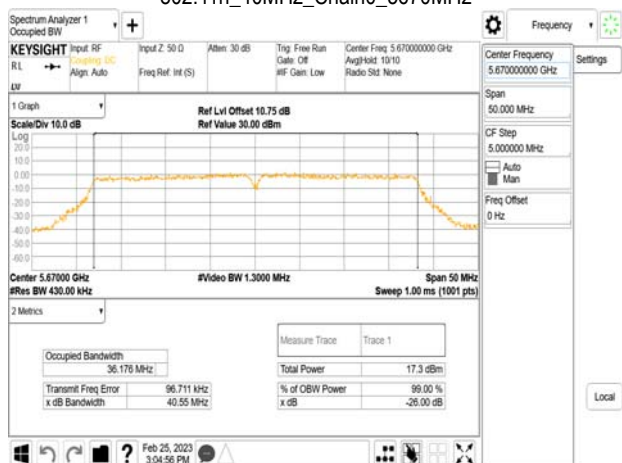 802.11n_40MHz_Chain0_5670MHz
Spectrum Analyzer 1
Occupied BW
+
Frequency
KEYSIGHT
Input: RF
Input Z: 50 Ω
Atten: 30 dB
Trig: Free Run
Center Freq: 5.670000000 GHz
RL
Coupling: DC
Gate: Off
Avg|Hold: 10/10
Align: Auto
Freq Ref: Int (S)
#IF Gain: Low
Radio Std: None
Center Frequency
5.670000000 GHz
Settings
Span
50.000 MHz
CF Step
5.000000 MHz
Auto
Man
Freq Offset
0 Hz
1 Graph
Ref Lvl Offset 10.75 dB
Scale/Div 10.0 dB
Ref Value 30.00 dBm
Log
20.0
10.0
0.00
-10.0
-20.0
-30.0
-40.0
-50.0
-60.0
Center 5.67000 GHz
#Video BW 1.3000 MHz
Span 50 MHz
#Res BW 430.00 kHz
Sweep 1.00 ms (1001 pts)
2 Metrics
Measure Trace
Trace 1
Occupied Bandwidth
36.176 MHz
Total Power
17.3 dBm
Transmit Freq Error
96.711 kHz
% of OBW Power
99.00 %
x dB Bandwidth
40.55 MHz
x dB
-26.00 dB
Local
?
Feb 25, 2023
3:04:56 PM